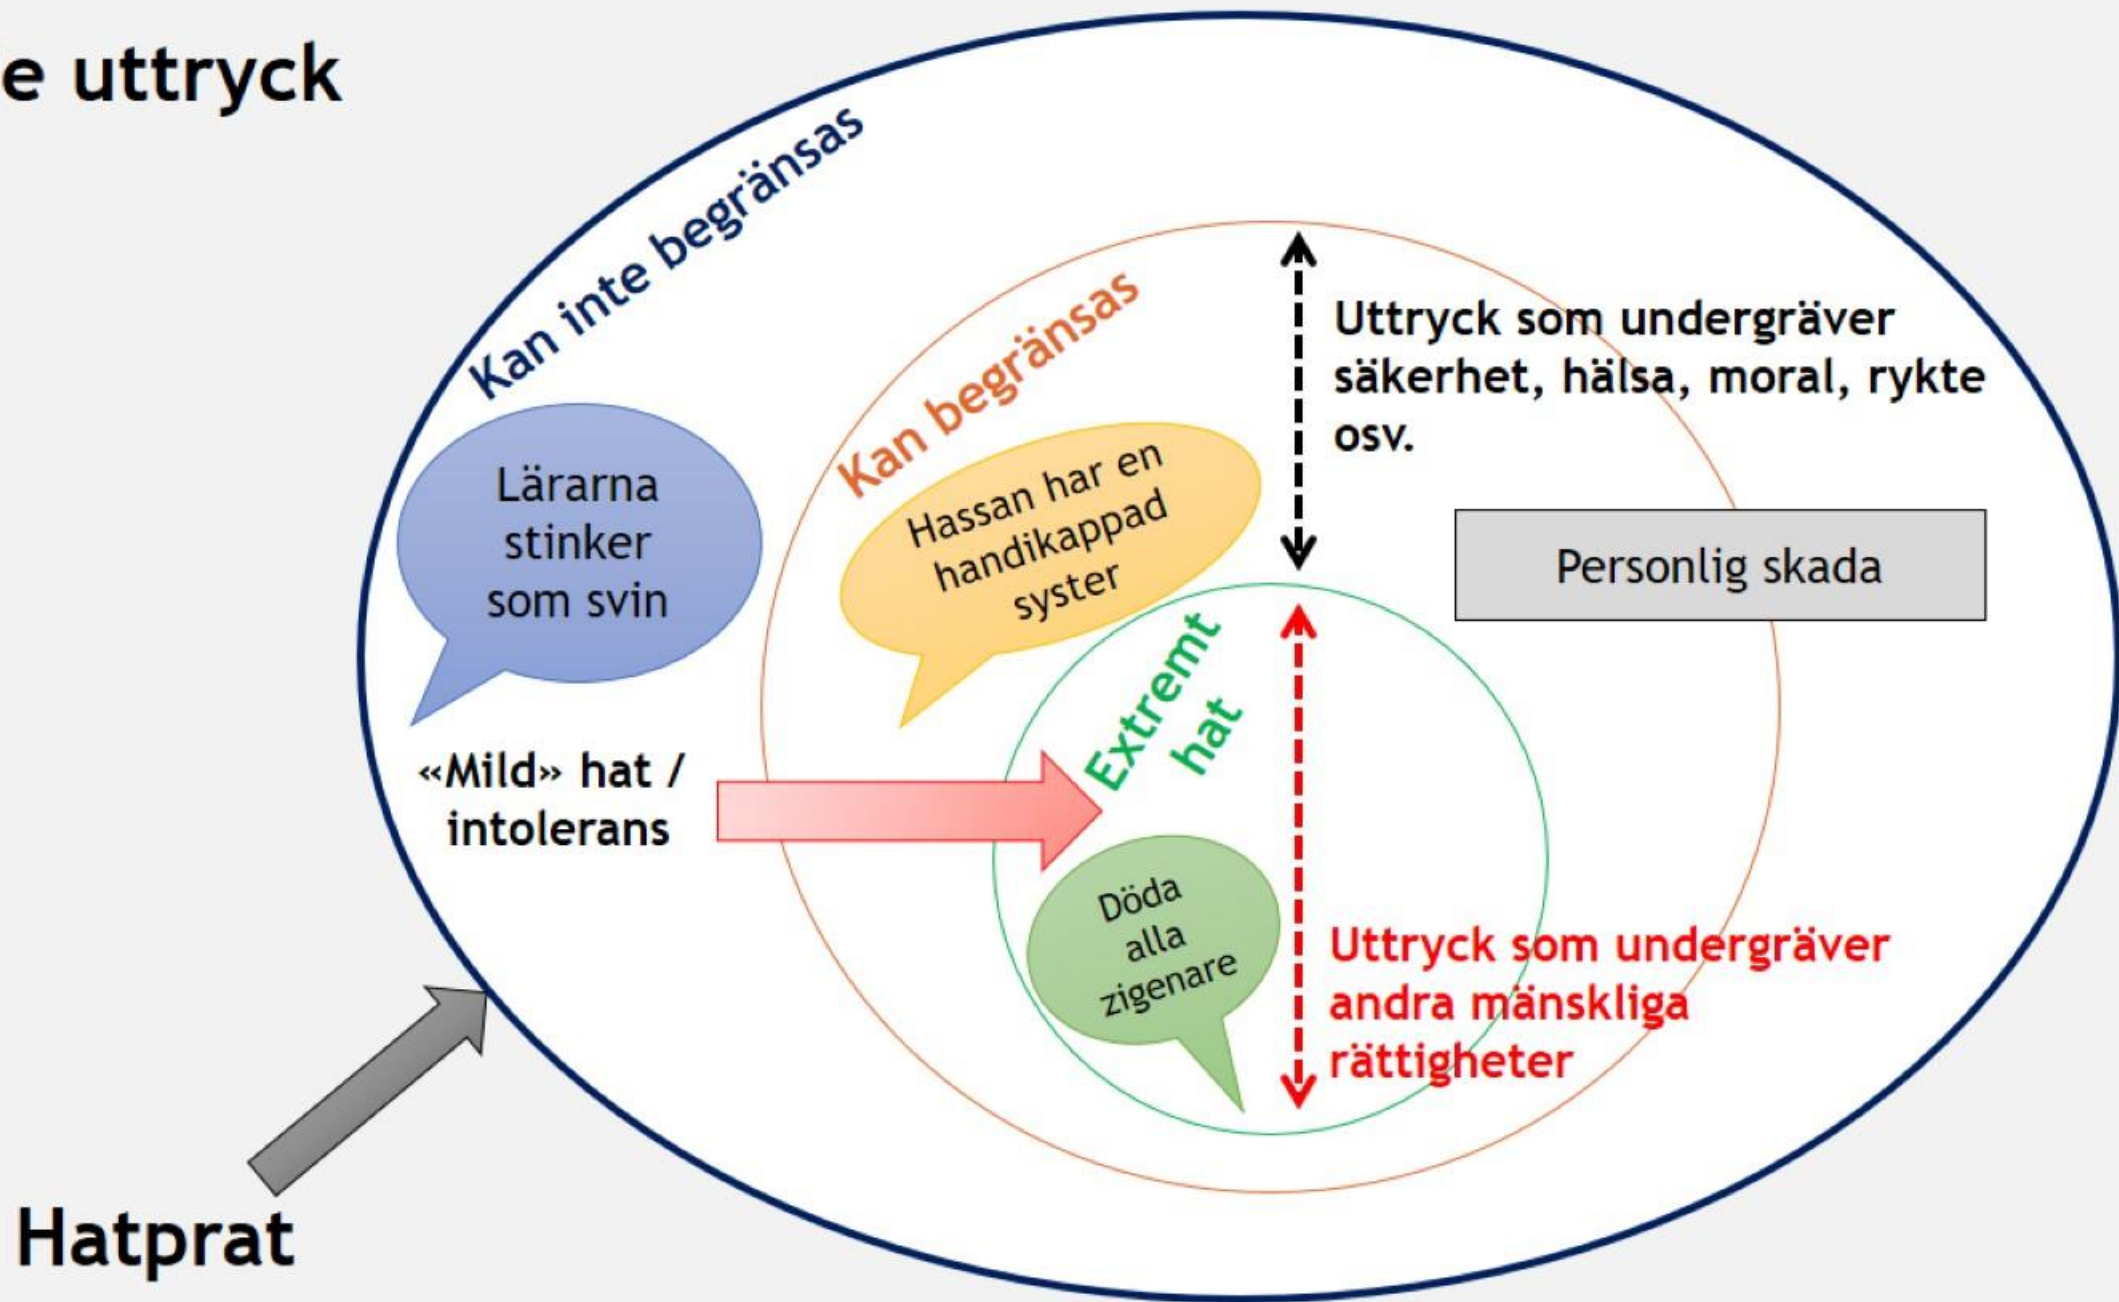 e uttryck
Kan inte begränsas
Kan begränsas
Uttryck som undergräver
säkerhet, hälsa, moral, rykte
osv.
Lärarna
stinker
som svin
Hassan har en
handikappad
syster
Personlig skada
Extremt
hat
«Mild» hat /
intolerans
Döda
alla
zigenare
Uttryck som undergräver
andra mänskliga
rättigheter
Hatprat